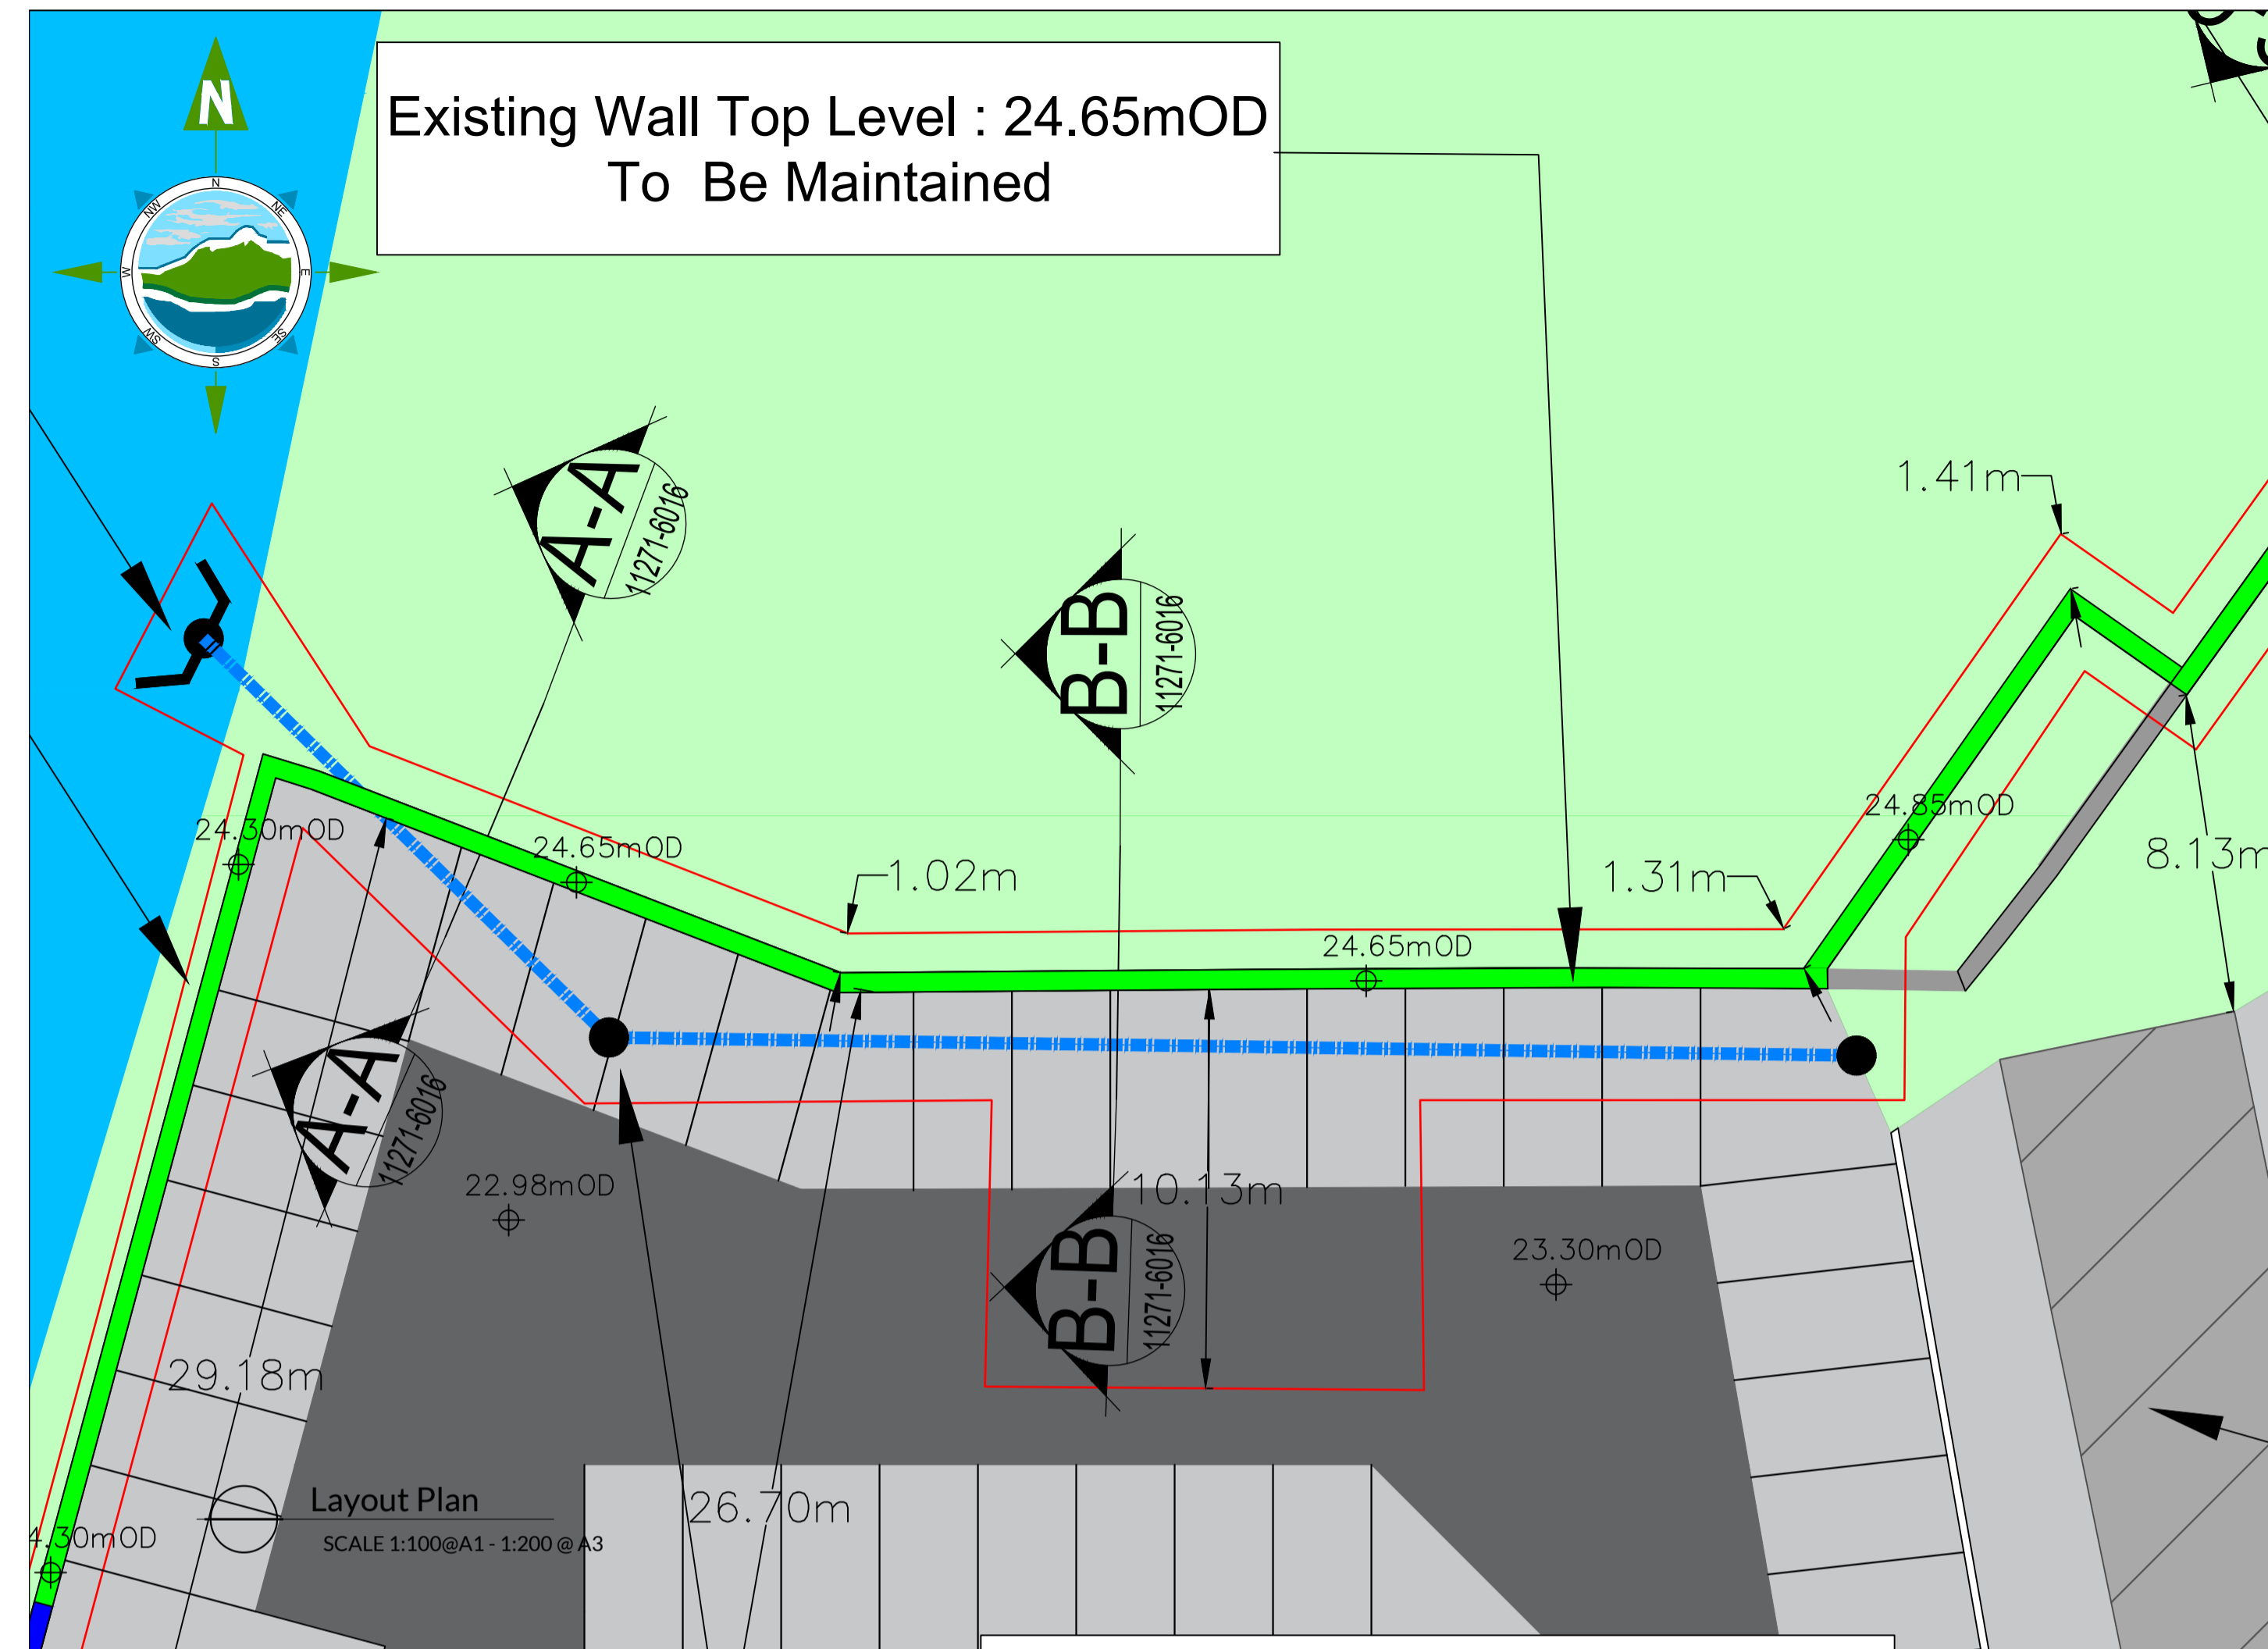 N
N
NE
E
SE
S
SW
W
NW
Existing Wall Top Level : 24.65mOD
To Be Maintained
A-A
11271-6016
B-B
11271-6016
1.41m
24.30mOD
24.65mOD
1.02m
24.65mOD
1.31m
24.85mOD
8.13m
A-A
11271-6016
22.98mOD
10.13m
B-B
11271-6016
23.30mOD
29.18m
26.70m
Layout Plan
SCALE 1:100@A1 - 1:200 @ A3
4.30mOD